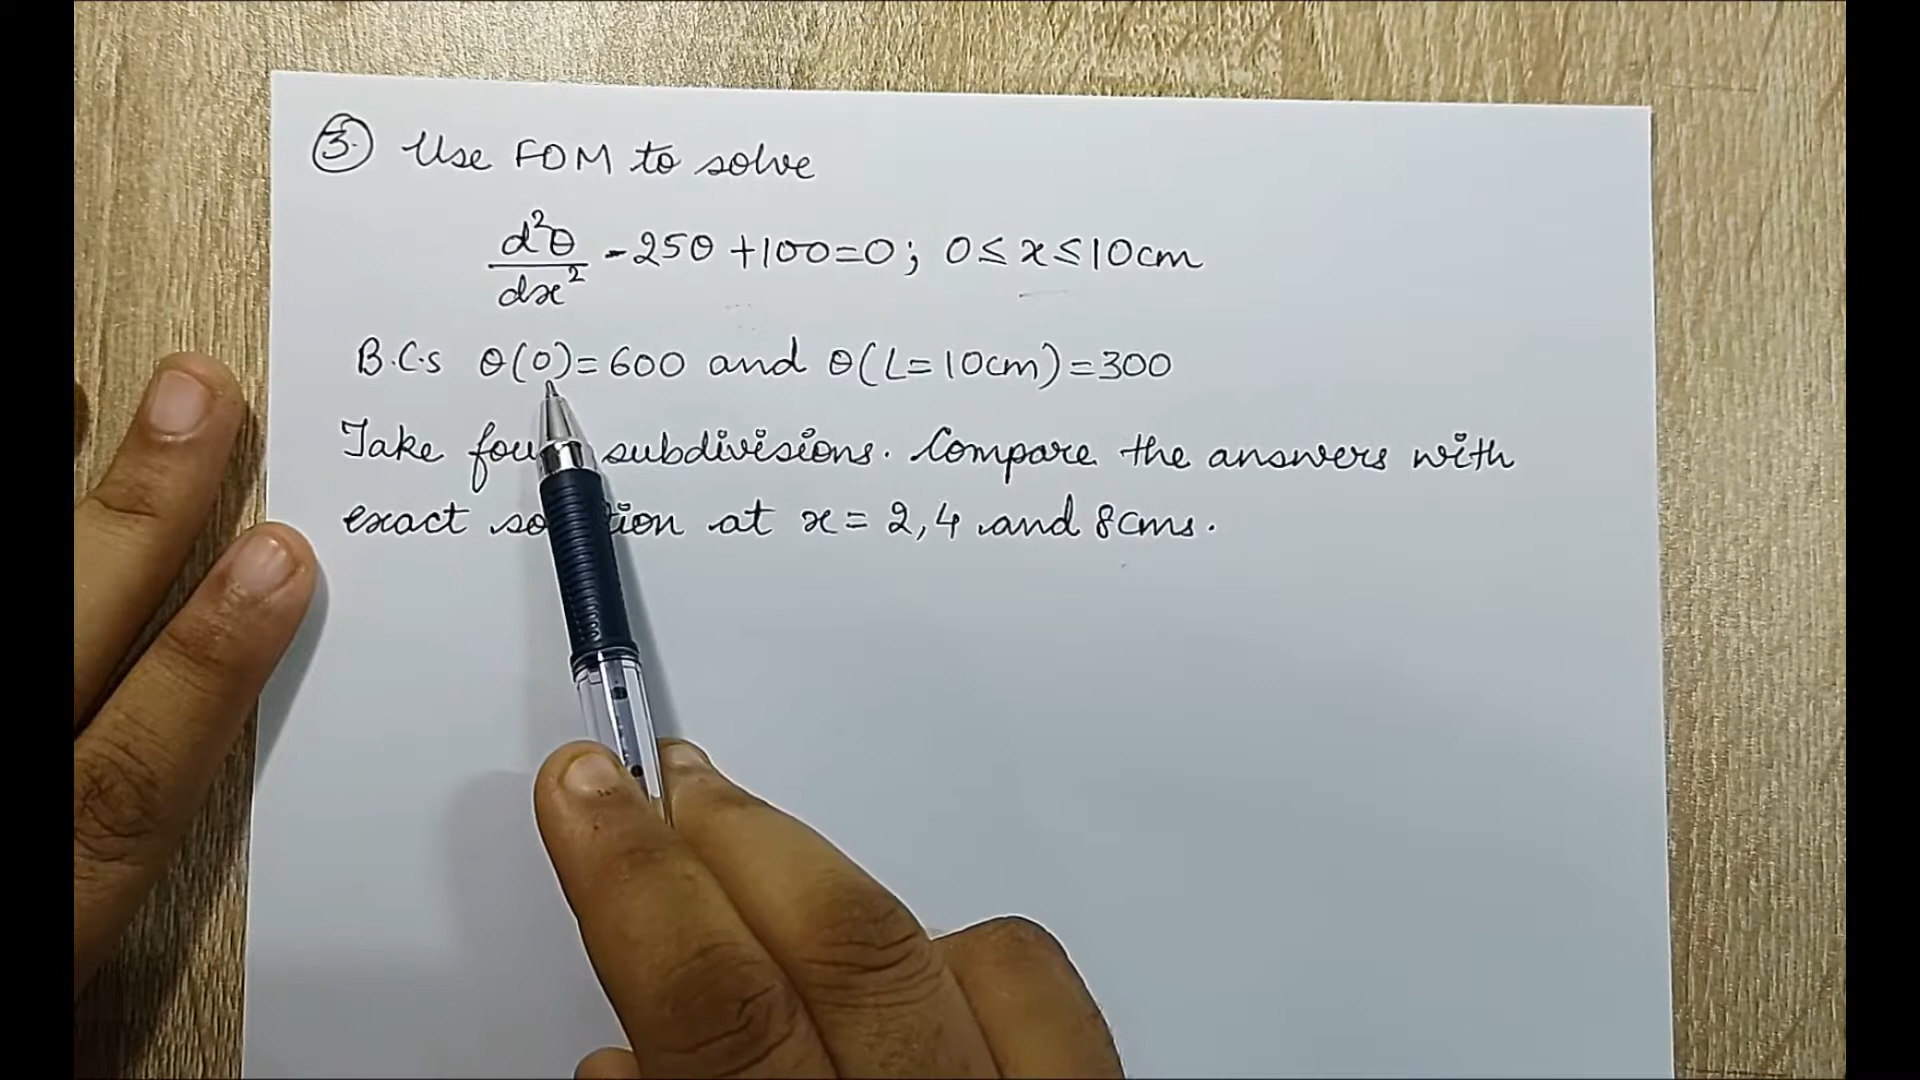 3. Use FDM to solve
d²θ/dx² - 25θ + 100 = 0 ; 0 ≤ x ≤ 10cm
B.C.s θ(0) = 600 and θ(L = 10cm) = 300
Take subdivisions. Compare the answers with
exact at x = 2, 4 and 8cms.